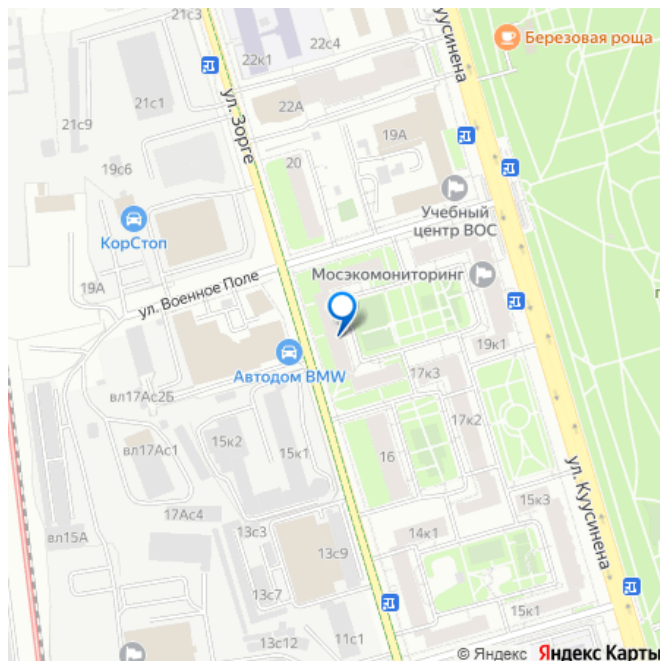 21с3
22к1
22с4
Куусинена
Березовая роща
21с1
ул. Зорге
22А
21с9
19А
19с6
20
Учебный
центр ВОС
КорСтоп
Мосэкомониторинг
19А
ул. Военное Поле
19к1
Автодом BMW
17к3
вл17Ас2Б
17к2
15к2
вл17Ас1
15к1
16
ул. Куусинена
17Ас4
15к3
вл15А
13с3
14к1
13с9
13с7
15к1
13с12
11с1
© Яндекс Яндекс Карты